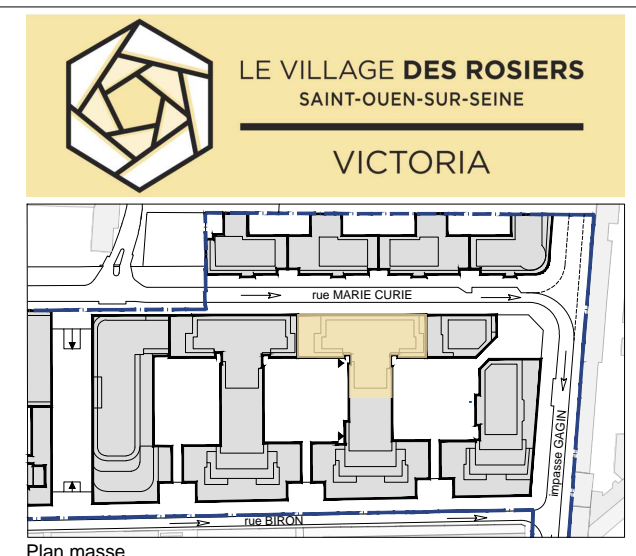 LE VILLAGE DES ROSIERS
SAINT-OUEN-SUR-SEINE
VICTORIA
rue MARIE CURIE
impasse GAGIN
rue BIRON
Plan masse